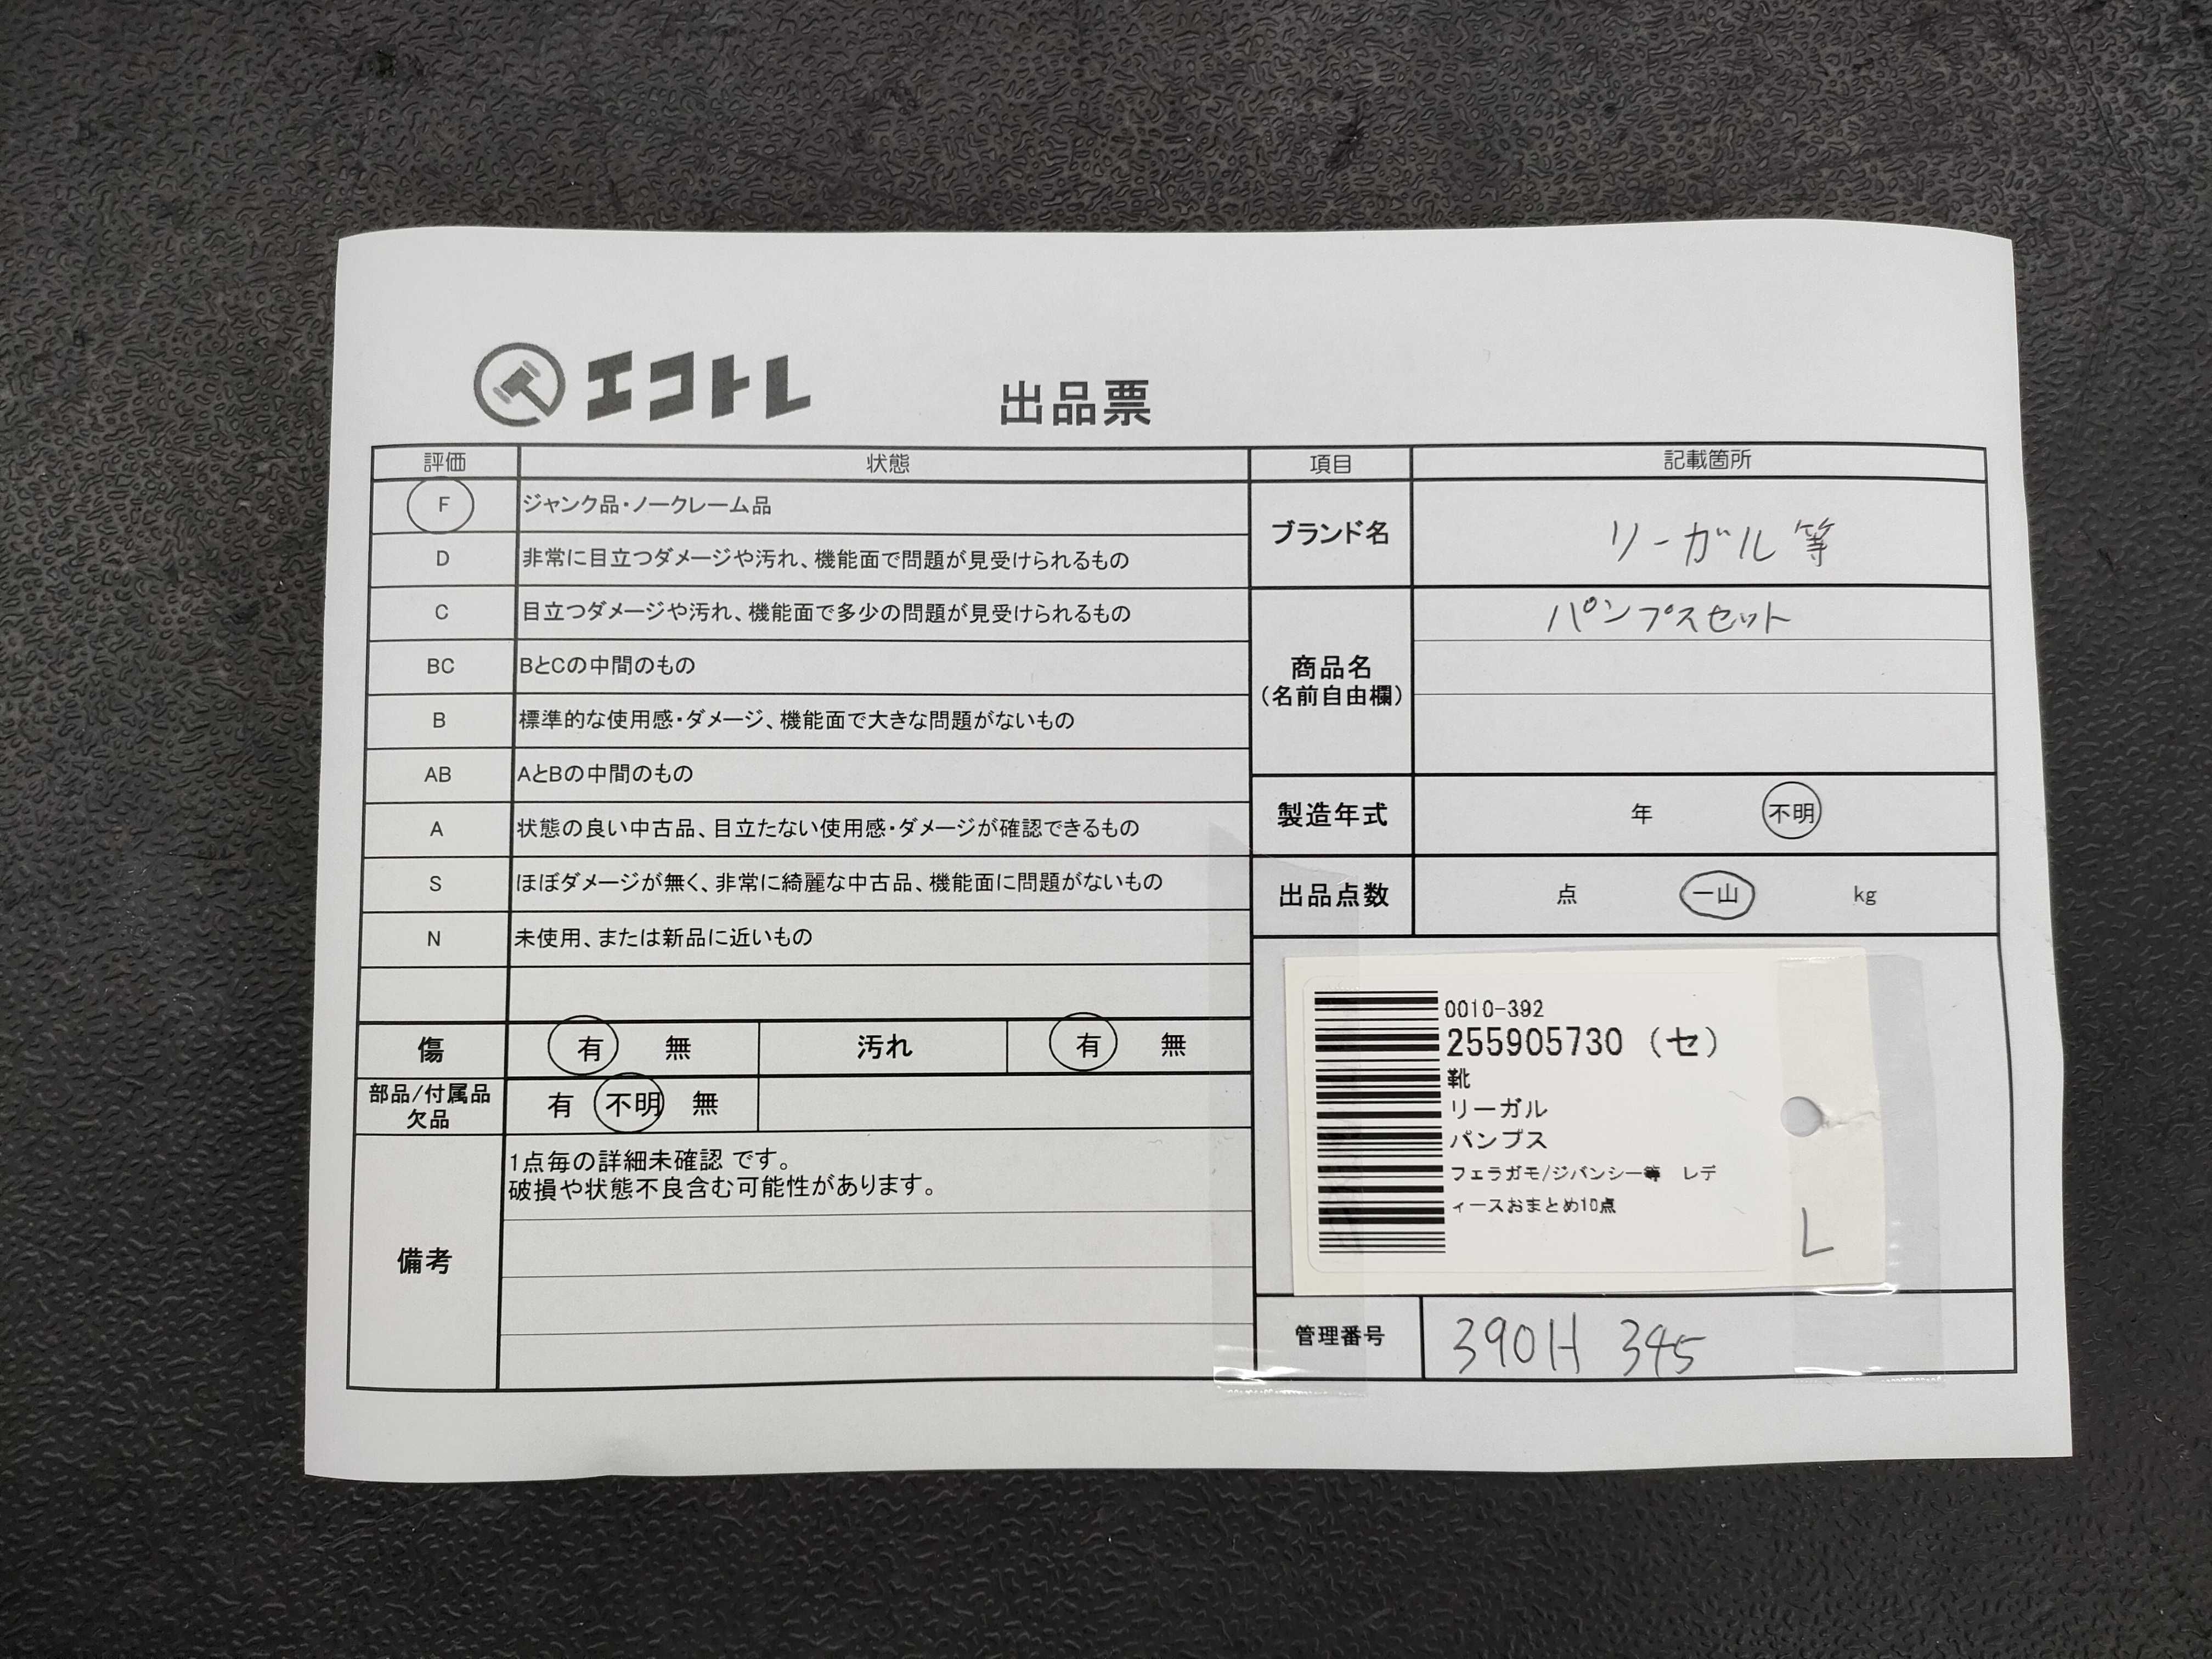 エコトレ
出品票
評価 状態
F ジャンク品・ノークレーム品
D 非常に目立つダメージや汚れ、機能面で問題が見受けられるもの
C 目立つダメージや汚れ、機能面で多少の問題が見受けられるもの
BC BとCの中間のもの
B 標準的な使用感・ダメージ、機能面で大きな問題がないもの
AB AとBの中間のもの
A 状態の良い中古品、目立たない使用感・ダメージが確認できるもの
S ほぼダメージが無く、非常に綺麗な中古品、機能面に問題がないもの
N 未使用、または新品に近いもの
傷 有 無 汚れ 有 無
部品/付属品
欠品
有 不明 無
備考
1点毎の詳細未確認 です。
破損や状態不良含む可能性があります。
項目 記載箇所
ブランド名 リーガル等
商品名
(名前自由欄)
パンプスセット
製造年式 年 不明
出品点数 点 一山 kg
0010-392
255905730 (セ)
靴
リーガル
パンプス
フェラガモ/ジバンシー等 レデ
ィースおまとめ10点
L
管理番号 390H 345